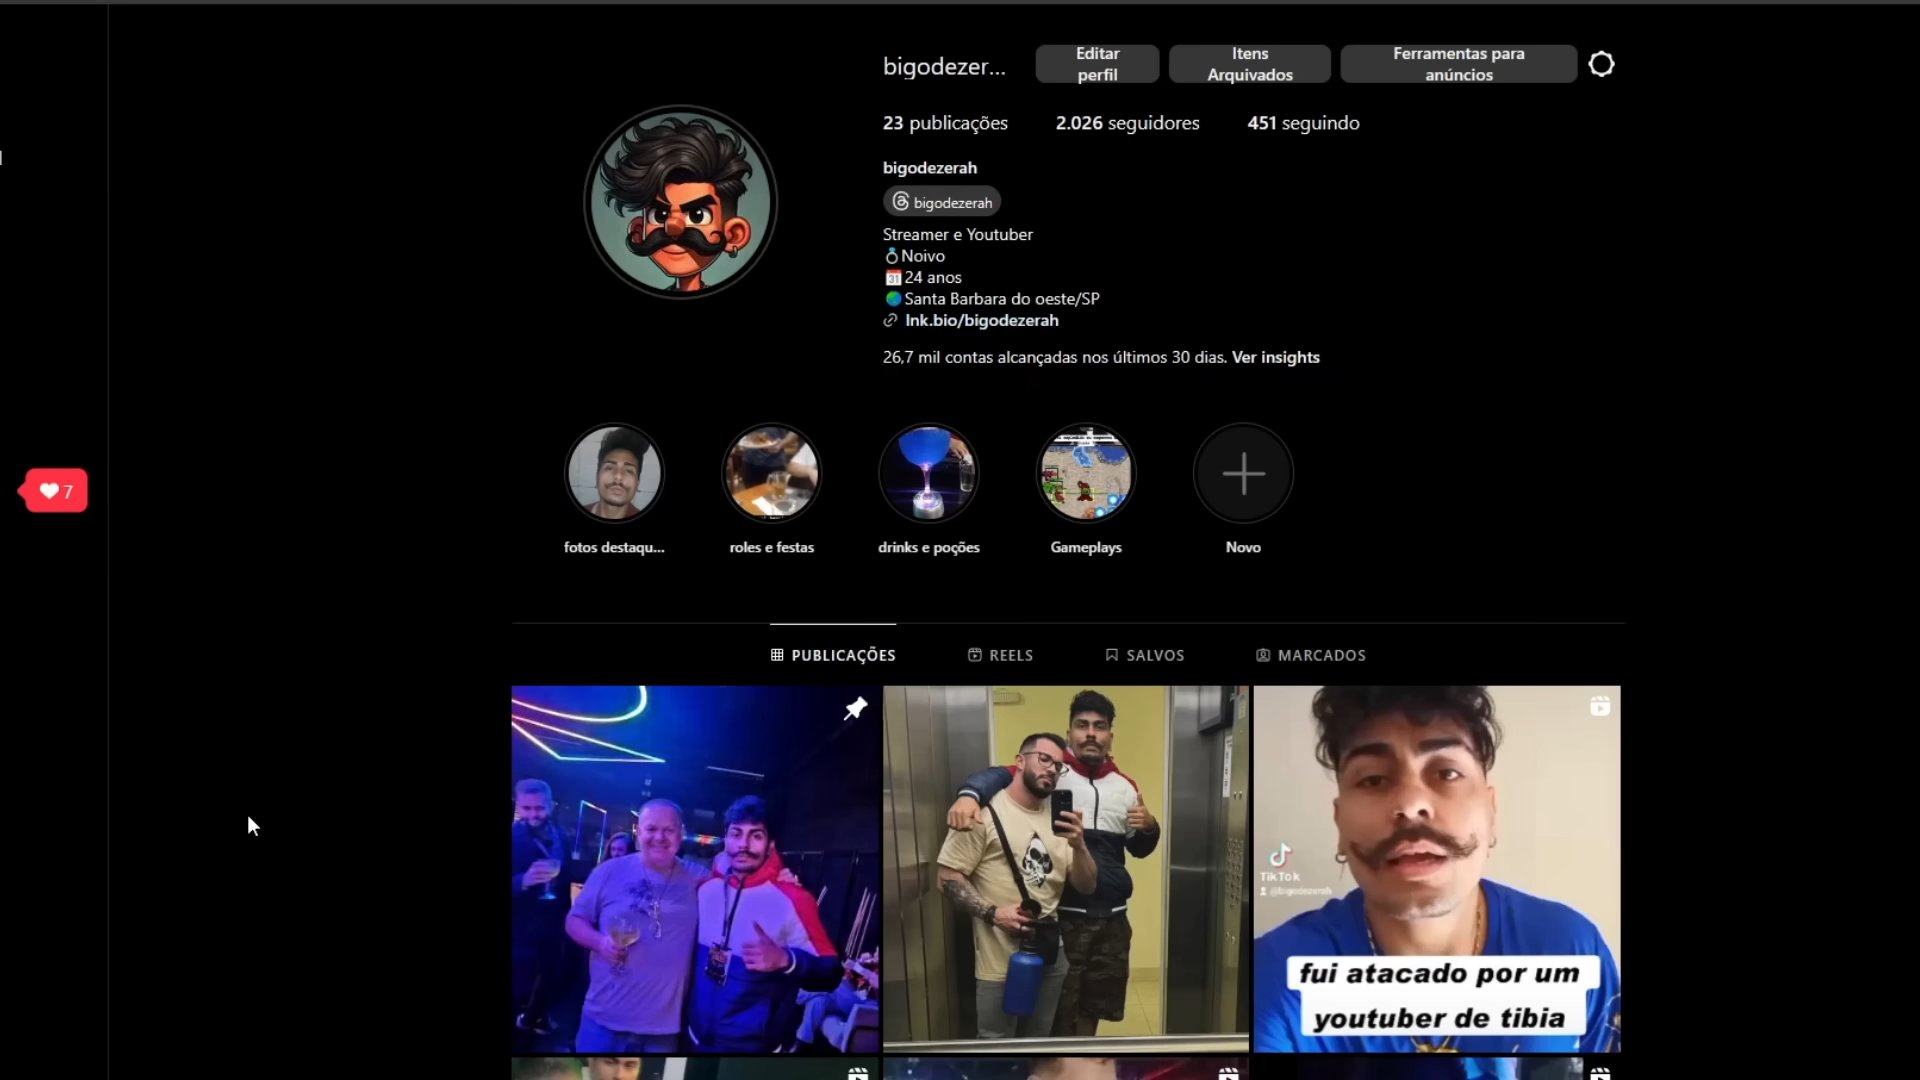 bigodezer...
Editar perfil
Itens Arquivados
Ferramentas para anúncios
23 publicações
2.026 seguidores
451 seguindo
bigodezerah
bigodezerah
Streamer e Youtuber
💍Noivo
📅24 anos
🌎Santa Barbara do oeste/SP
lnk.bio/bigodezerah
26,7 mil contas alcançadas nos últimos 30 dias. Ver insights
7
fotos destaqu...
roles e festas
drinks e poções
Gameplays
Novo
PUBLICAÇÕES
REELS
SALVOS
MARCADOS
TikTok
@bigodezerah
fui atacado por um
youtuber de tibia